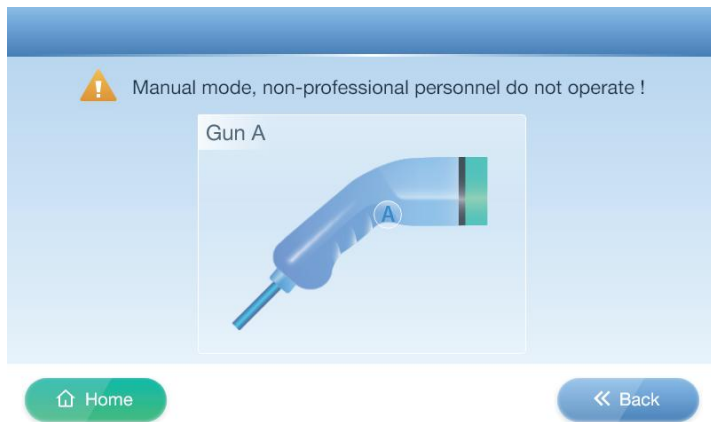 Manual mode, non-professional personnel do not operate !
Gun A
A
Home
Back